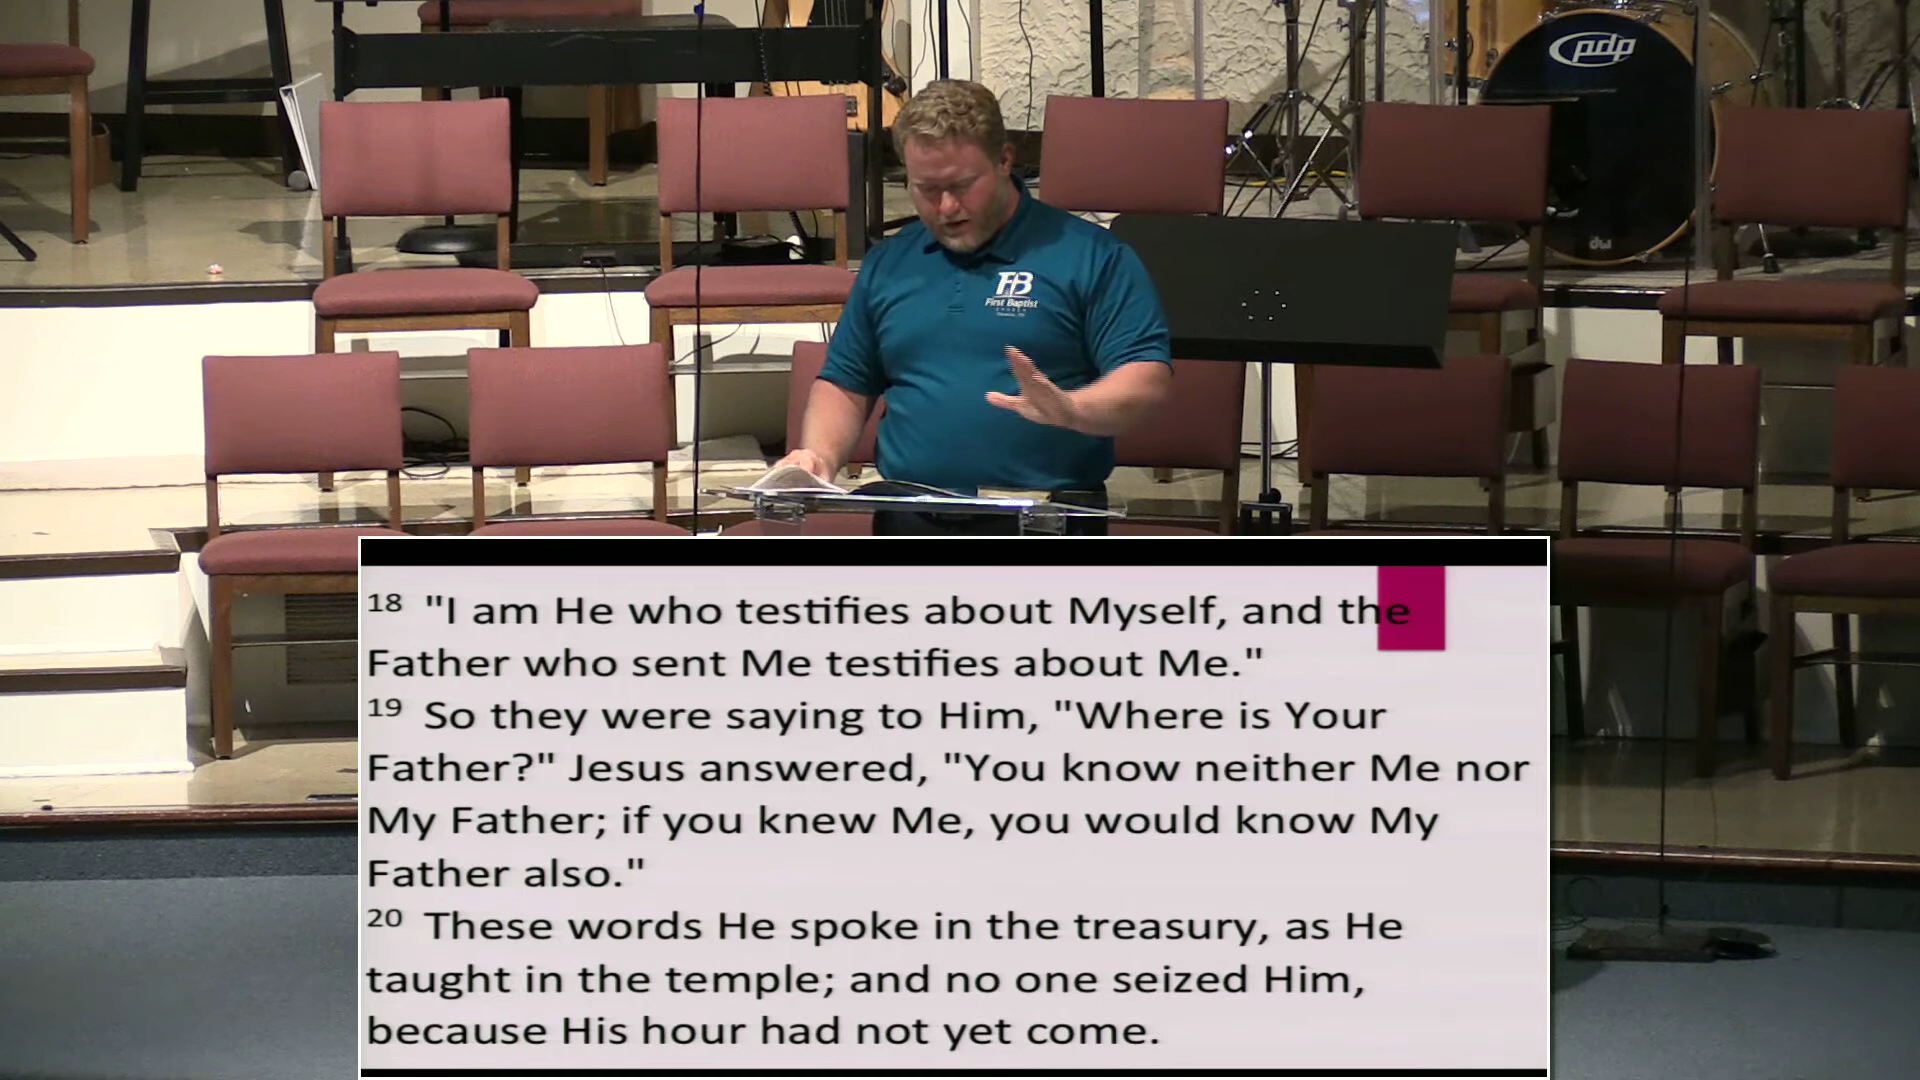 pdp
dw
FB
First Baptist
CHURCH
18 "I am He who testifies about Myself, and the
Father who sent Me testifies about Me."
19 So they were saying to Him, "Where is Your
Father?" Jesus answered, "You know neither Me nor
My Father; if you knew Me, you would know My
Father also."
20 These words He spoke in the treasury, as He
taught in the temple; and no one seized Him,
because His hour had not yet come.